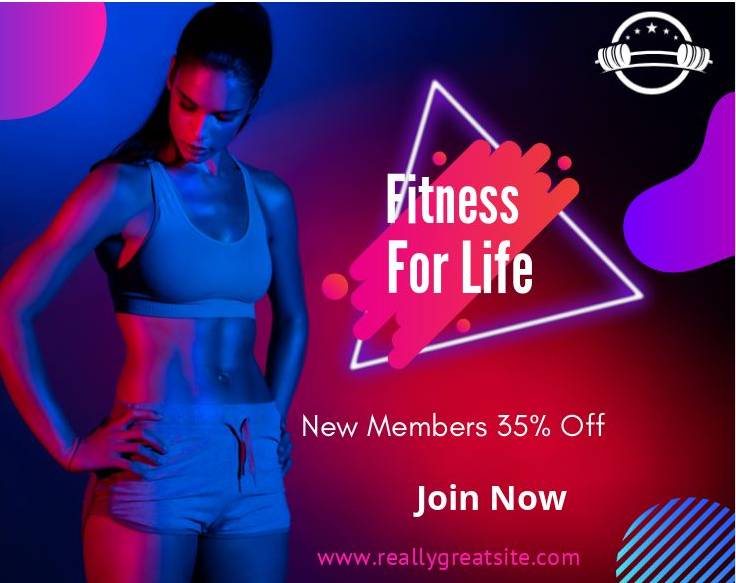 Fitness
For Life
New Members 35% Off
Join Now
www.reallygreatsite.com